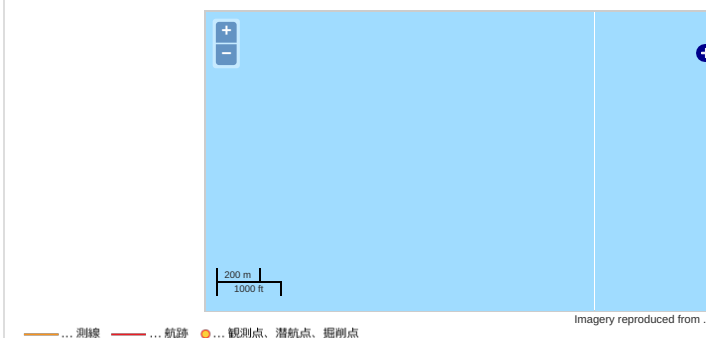 +
−
200 m
1000 ft
Imagery reproduced from .
... 測線 ... 航跡 ... 観測点、潜航点、掘削点